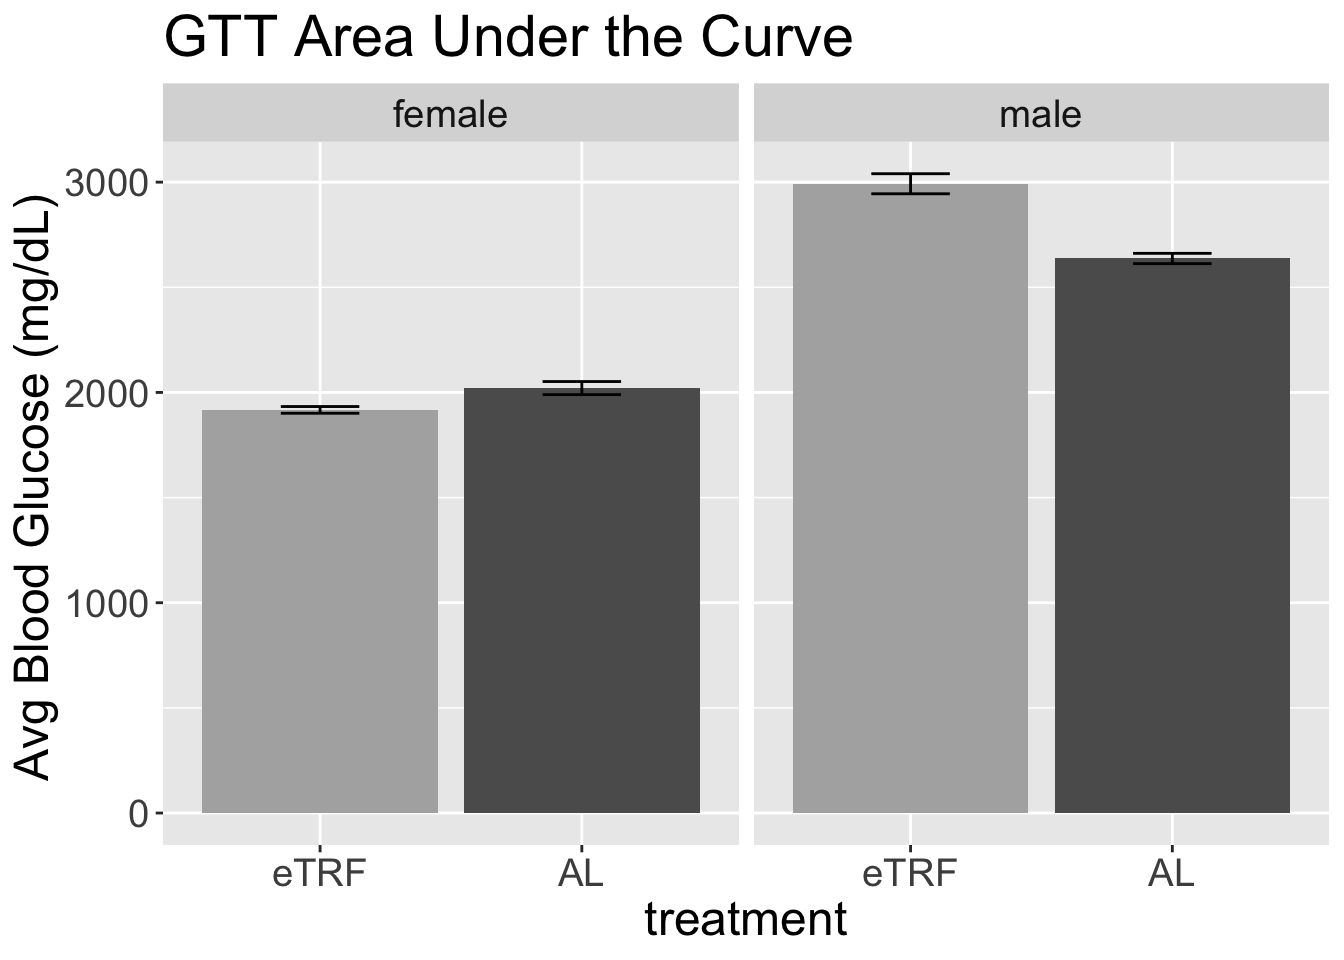 GTT Area Under the Curve
female
male
Avg Blood Glucose (mg/dL)
3000
2000
1000
0
eTRF
AL
eTRF
AL
treatment